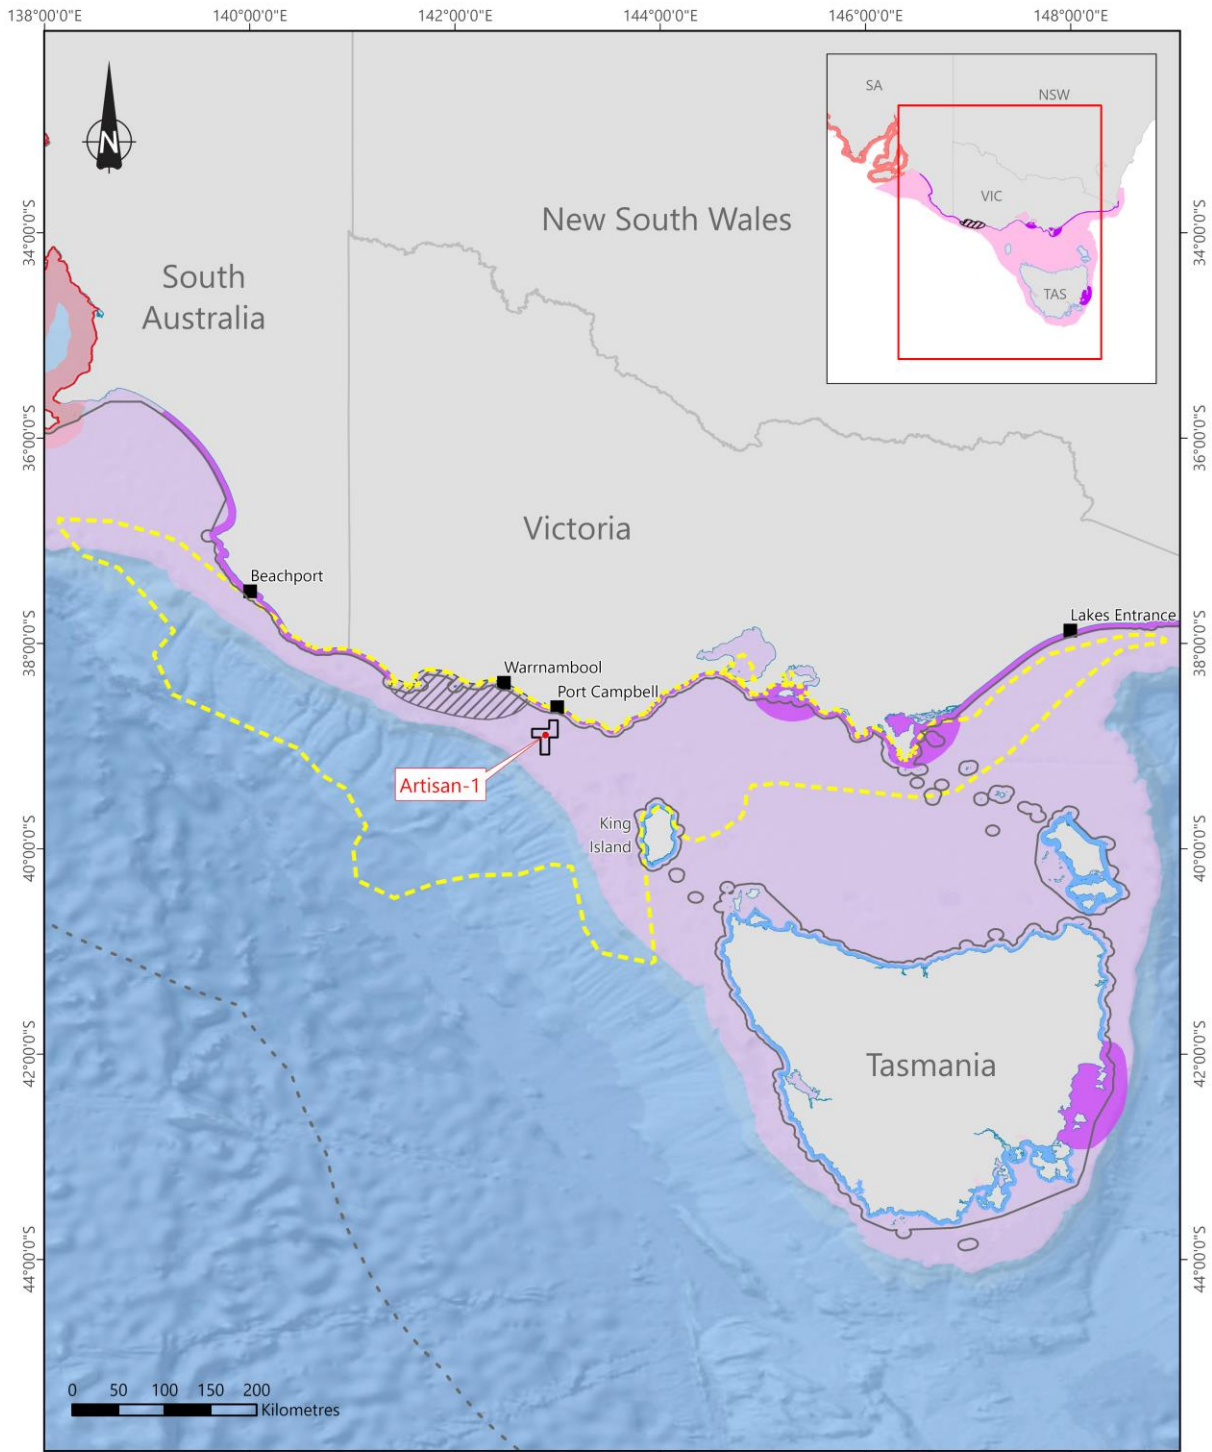 138°0'0"E
140°0'0"E
142°0'0"E
144°0'0"E
146°0'0"E
148°0'0"E
N
SA
NSW
VIC
TAS
34°0'0"S
34°0'0"S
New South Wales
South
Australia
36°0'0"S
36°0'0"S
Victoria
Beachport
Lakes Entrance
38°0'0"S
38°0'0"S
Warrnambool
Port Campbell
Artisan-1
King
Island
40°0'0"S
40°0'0"S
42°0'0"S
42°0'0"S
Tasmania
44°0'0"S
44°0'0"S
0 50 100 150 200
Kilometres